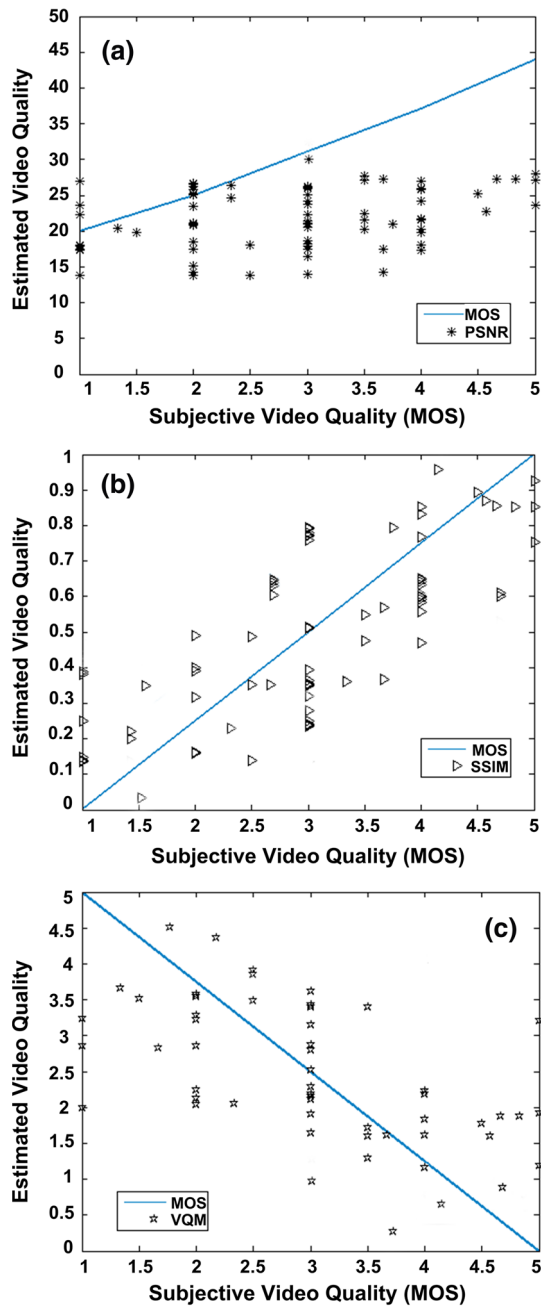 (a)
50
45
40
35
30
25
20
15
10
5
0
Estimated Video Quality
MOS
PSNR
1 1.5 2 2.5 3 3.5 4 4.5 5
Subjective Video Quality (MOS)
(b)
1
0.9
0.8
0.7
0.6
0.5
0.4
0.3
0.2
0.1
0
Estimated Video Quality
MOS
SSIM
1 1.5 2 2.5 3 3.5 4 4.5 5
Subjective Video Quality (MOS)
(c)
5
4.5
4
3.5
3
2.5
2
1.5
1
0.5
0
Estimated Video Quality
MOS
VQM
1 1.5 2 2.5 3 3.5 4 4.5 5
Subjective Video Quality (MOS)